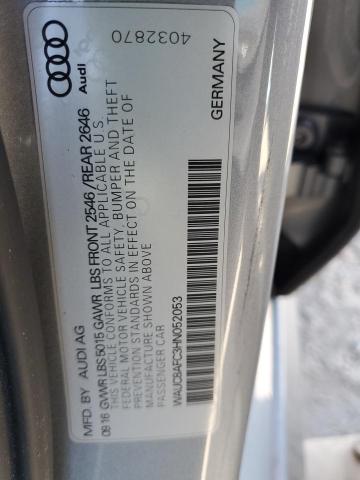 Audi
4032870
GERMANY
MFD. BY AUDI AG
09 16 GVWR LBS 5015 GAWR LBS FRONT 2546 / REAR 2646
THIS VEHICLE CONFORMS TO ALL APPLICABLE U S
FEDERAL MOTOR VEHICLE SAFETY, BUMPER AND THEFT
PREVENTION STANDARDS IN EFFECT ON THE DATE OF
MANUFACTURE SHOWN ABOVE
PASSENGER CAR
WAUC8AFC3HN052053